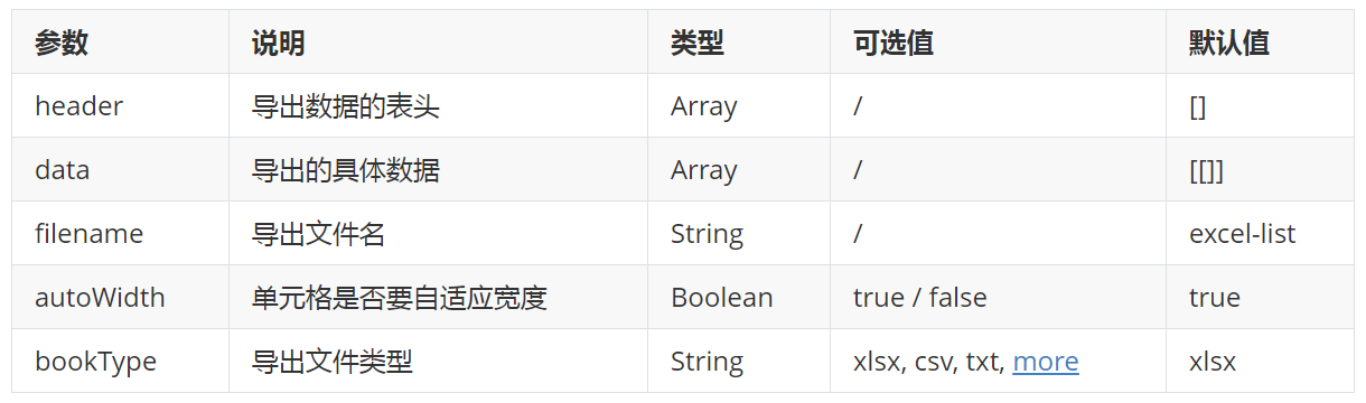 参数 说明 类型 可选值 默认值
header 导出数据的表头 Array / []
data 导出的具体数据 Array / [[]]
filename 导出文件名 String / excel-list
autoWidth 单元格是否要自适应宽度 Boolean true / false true
bookType 导出文件类型 String xlsx, csv, txt, more xlsx